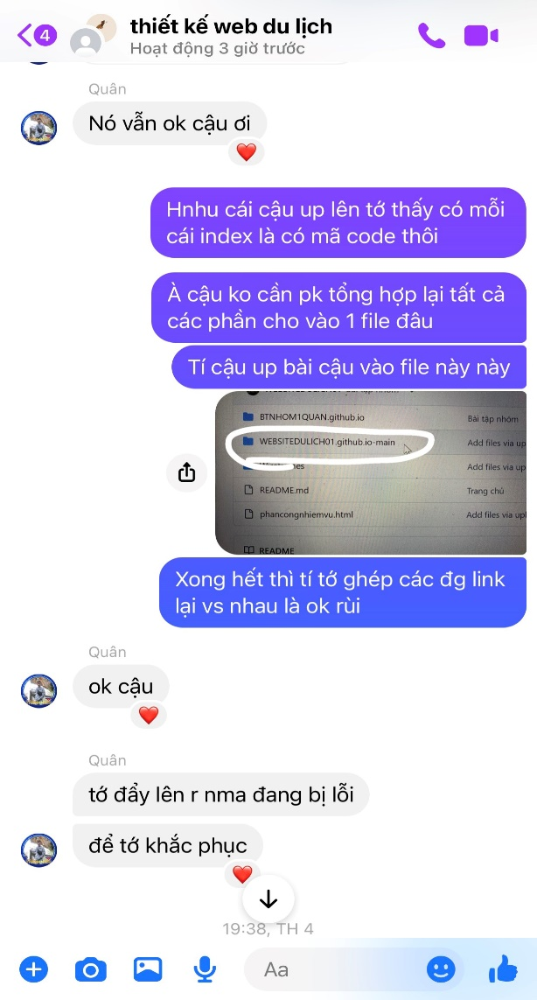 4
thiết kế web du lịch
Hoạt động 3 giờ trước
Quân
Nó vẫn ok cậu ơi
Hnhu cái cậu up lên tớ thấy có mỗi
cái index là có mã code thôi
À cậu ko cần pk tổng hợp lại tất cả
các phần cho vào 1 file đâu
Tí cậu up bài cậu vào file này này
BTNHOM1QUAN.github.io
Bài tập nhóm
WEBSITEDULICH01.github.io-main
Add files via up
Add files via up
README.md
Trang chủ
phancongnhiemvu.html
Add files via upl
README
Xong hết thì tí tớ ghép các đg link
lại vs nhau là ok rùi
Quân
ok cậu
Quân
tớ đẩy lên r nma đang bị lỗi
để tớ khắc phục
19:38, TH 4
Aa